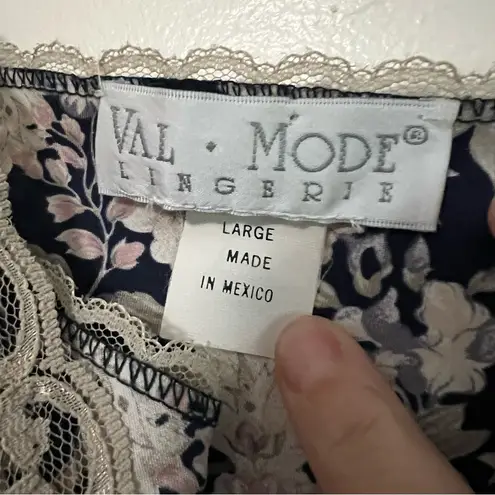 VAL • MODE®
LINGERIE
LARGE
MADE
IN MEXICO